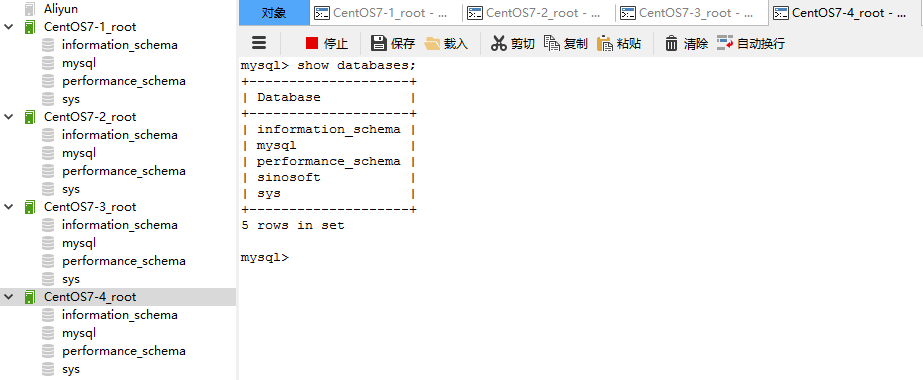 Aliyun
CentOS7-1_root
information_schema
mysql
performance_schema
sys
CentOS7-2_root
information_schema
mysql
performance_schema
sys
CentOS7-3_root
information_schema
mysql
performance_schema
sys
CentOS7-4_root
information_schema
mysql
performance_schema
sys
对象 CentOS7-1_root - ... CentOS7-2_root - ... CentOS7-3_root - ... CentOS7-4_root - ...
停止 保存 载入 剪切 复制 粘贴 清除 自动换行
mysql> show databases;
+--------------------+
| Database           |
+--------------------+
| information_schema |
| mysql              |
| performance_schema |
| sinosoft           |
| sys                |
+--------------------+
5 rows in set
mysql>